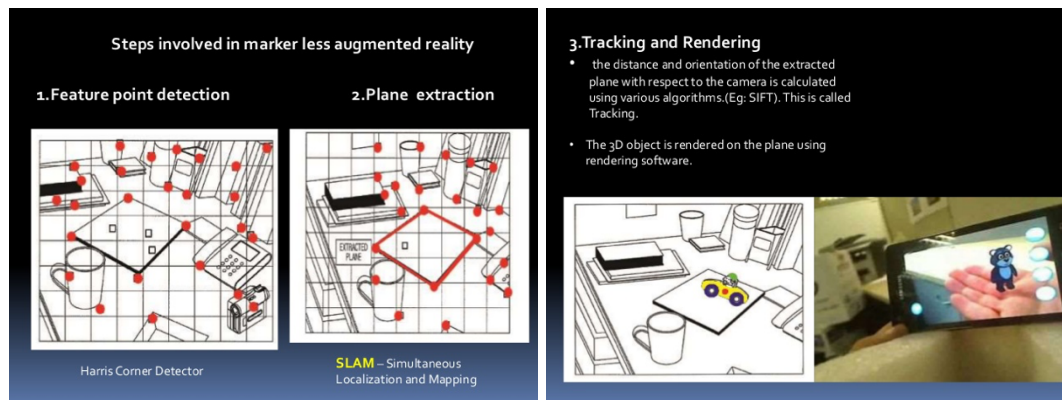 Steps involved in marker less augmented reality
1.Feature point detection
2.Plane extraction
EXTRACTED
PLANE
Harris Corner Detector
SLAM – Simultaneous
Localization and Mapping
3.Tracking and Rendering
• the distance and orientation of the extracted
plane with respect to the camera is calculated
using various algorithms.(Eg: SIFT). This is called
Tracking.
• The 3D object is rendered on the plane using
rendering software.